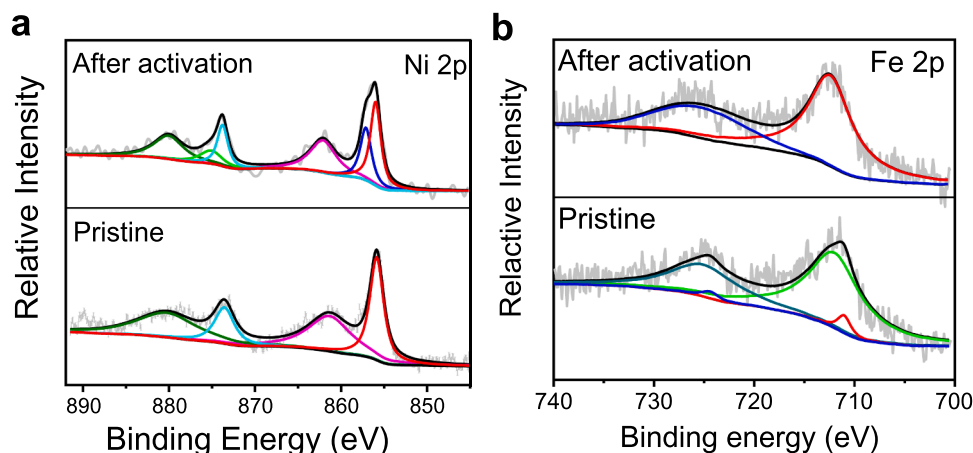 a
After activation
Ni 2p
Pristine
Relative Intensity
890
880
870
860
850
Binding Energy (eV)
b
After activation
Fe 2p
Pristine
Relactive Intensity
740
730
720
710
700
Binding energy (eV)